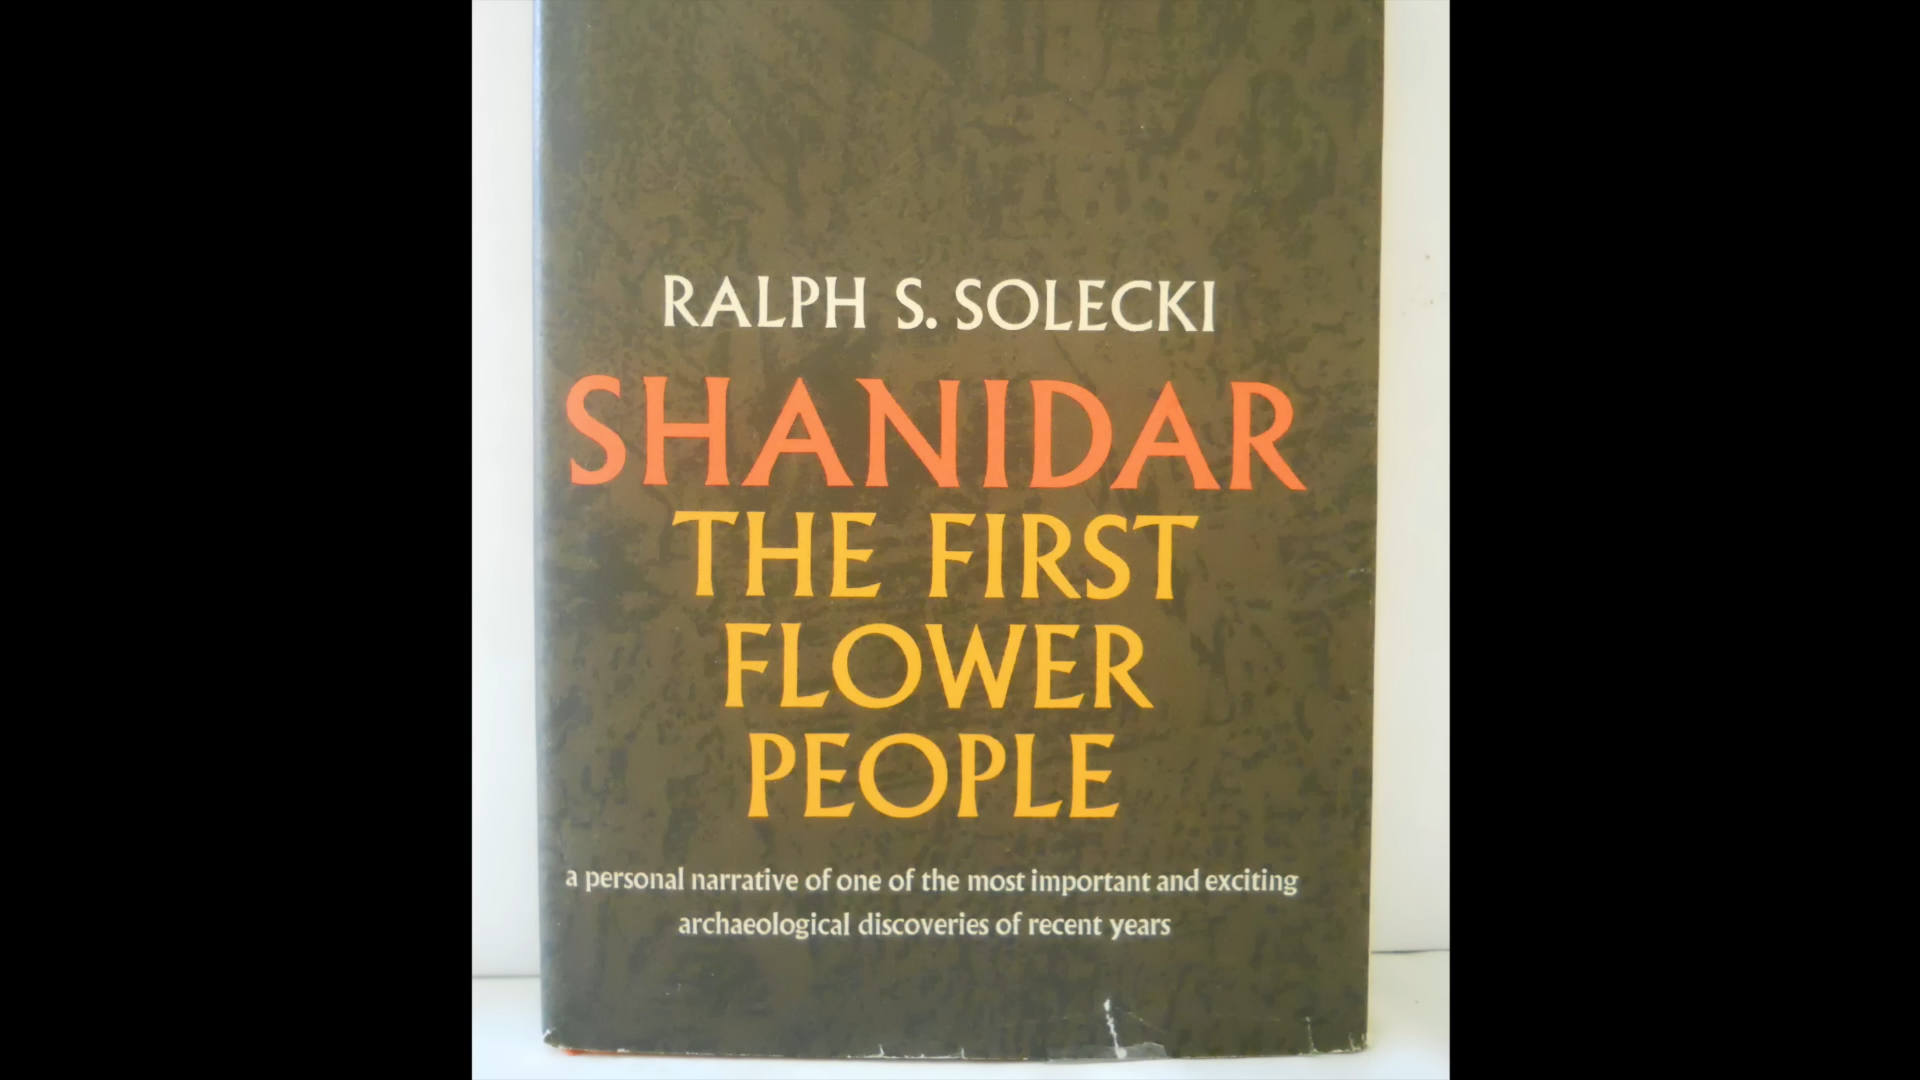 RALPH S. SOLECKI
SHANIDAR
THE FIRST
FLOWER
PEOPLE
a personal narrative of one of the most important and exciting
archaeological discoveries of recent years